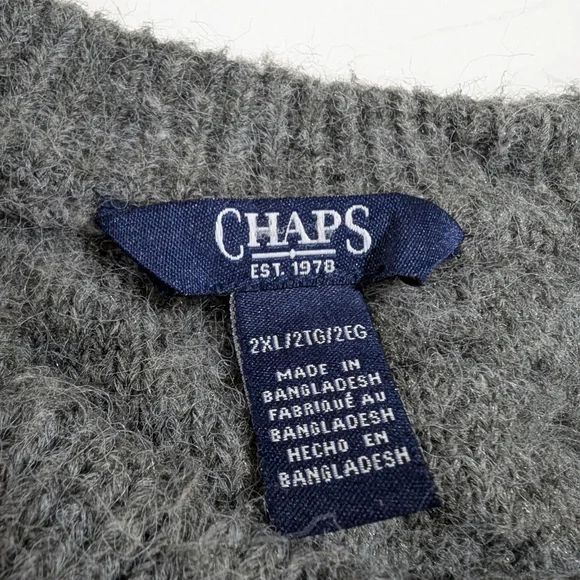 CHAPS
EST. 1978
2XL/2TG/2EG
MADE IN
BANGLADESH
FABRIQUÉ AU
BANGLADESH
HECHO EN
BANGLADESH